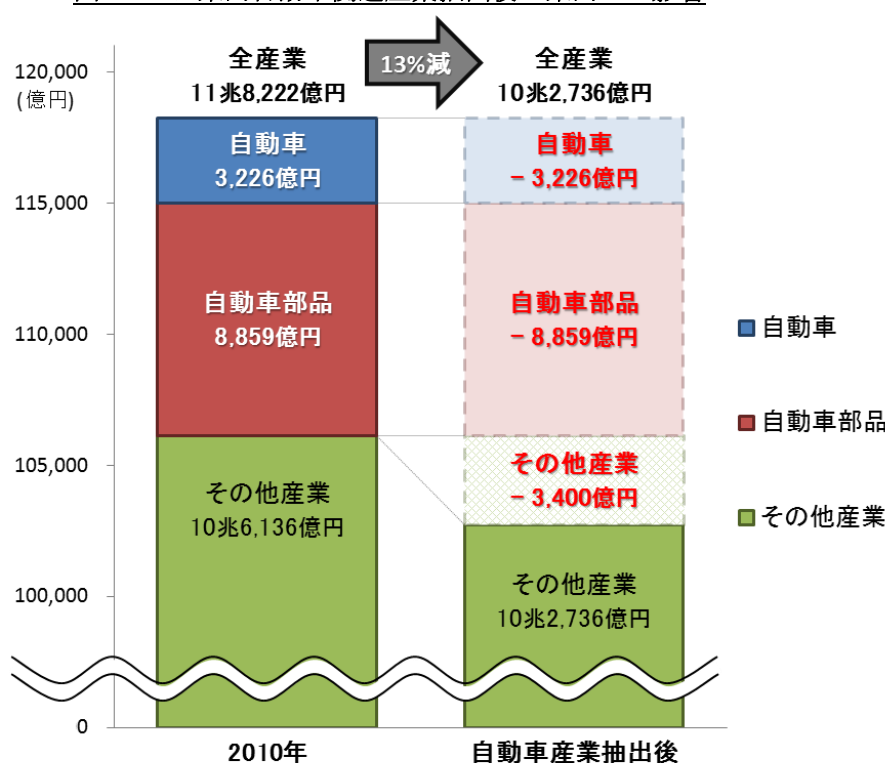 全産業
11兆8,222億円
13%減
全産業
10兆2,736億円
120,000
(億円)
115,000
110,000
105,000
100,000
0
自動車
3,226億円
自動車部品
8,859億円
その他産業
10兆6,136億円
自動車
− 3,226億円
自動車部品
− 8,859億円
その他産業
− 3,400億円
その他産業
10兆2,736億円
自動車
自動車部品
その他産業
2010年
自動車産業抽出後